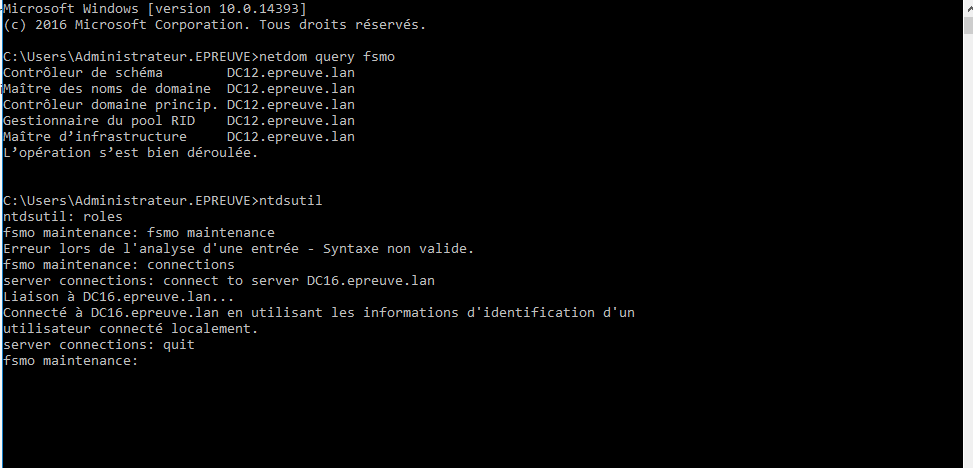 Microsoft Windows [version 10.0.14393]
(c) 2016 Microsoft Corporation. Tous droits réservés.
C:\Users\Administrateur.EPREUVE>netdom query fsmo
Contrôleur de schéma        DC12.epreuve.lan
Maître des noms de domaine  DC12.epreuve.lan
Contrôleur domaine princip. DC12.epreuve.lan
Gestionnaire du pool RID    DC12.epreuve.lan
Maître d’infrastructure     DC12.epreuve.lan
L’opération s’est bien déroulée.
C:\Users\Administrateur.EPREUVE>ntdsutil
ntdsutil: roles
fsmo maintenance: fsmo maintenance
Erreur lors de l'analyse d'une entrée - Syntaxe non valide.
fsmo maintenance: connections
server connections: connect to server DC16.epreuve.lan
Liaison à DC16.epreuve.lan...
Connecté à DC16.epreuve.lan en utilisant les informations d'identification d'un
utilisateur connecté localement.
server connections: quit
fsmo maintenance: